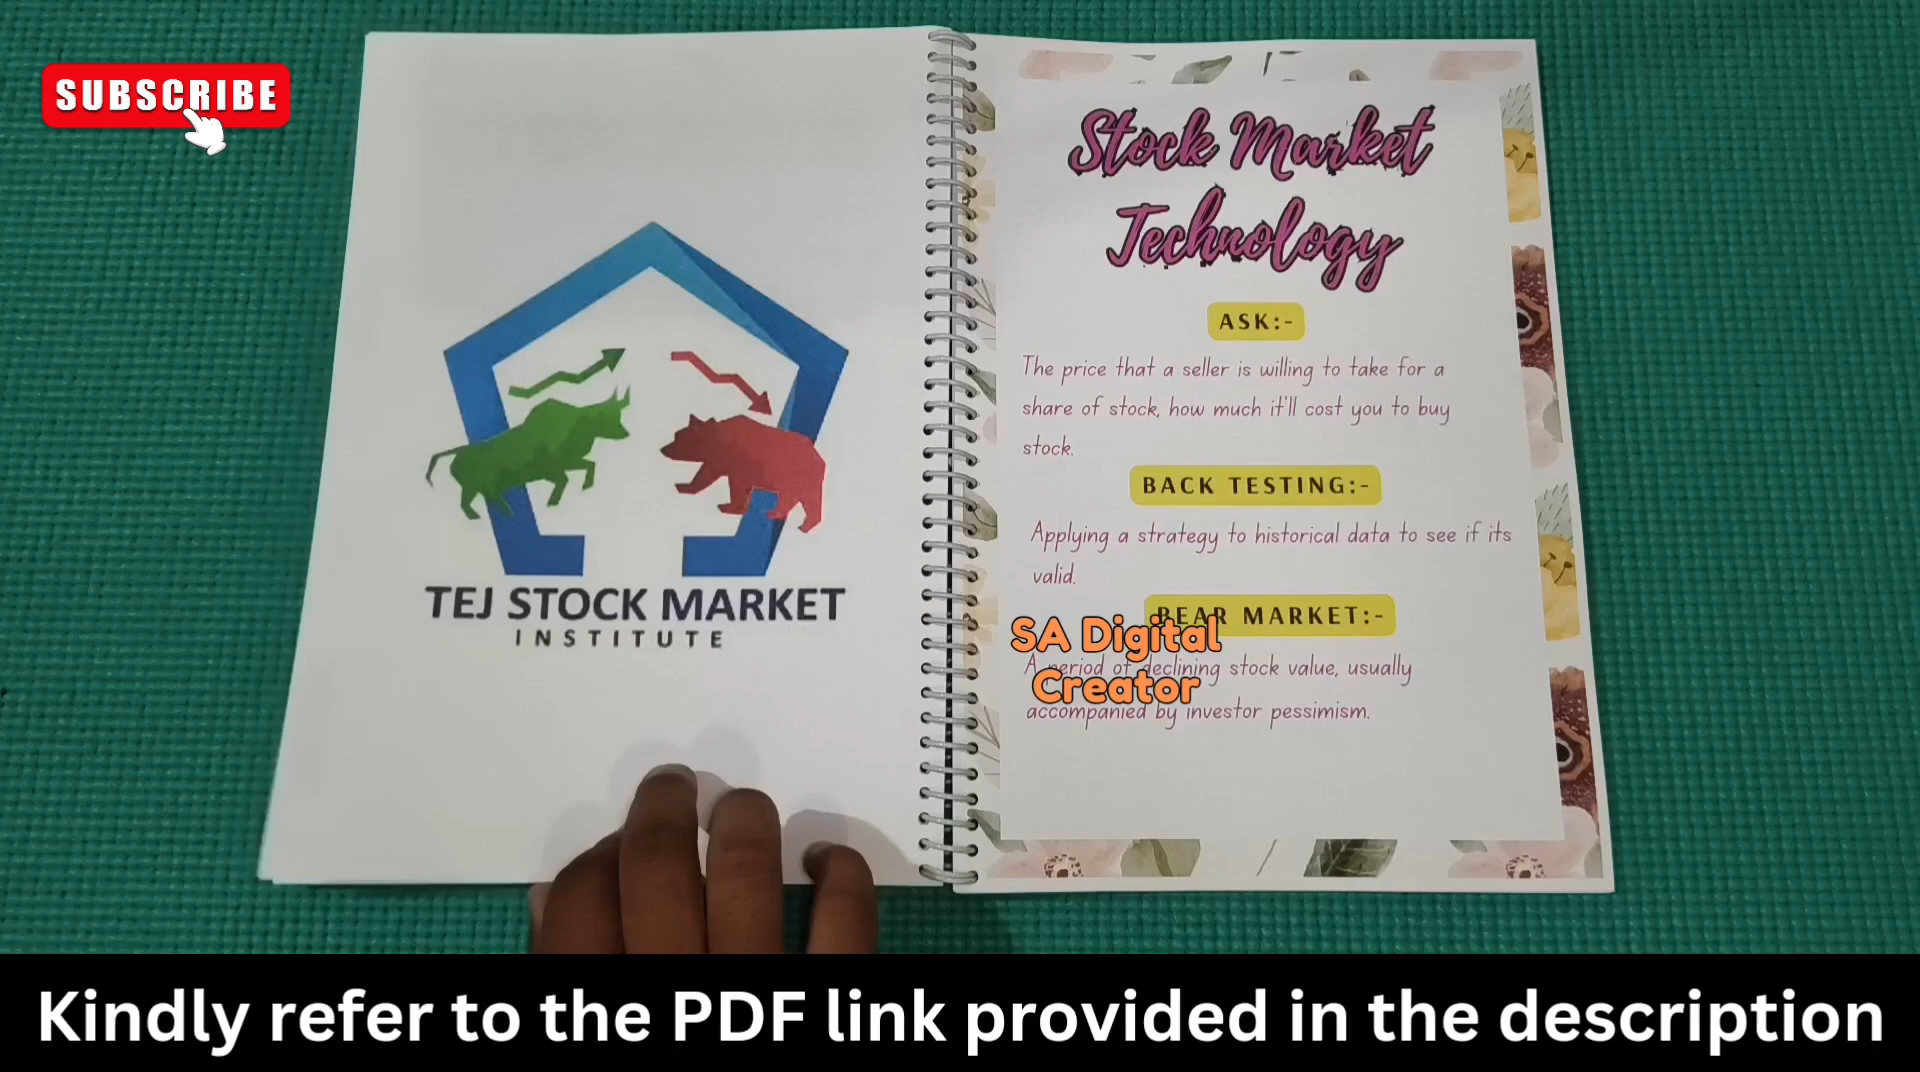 SUBSCRIBE
TEJ STOCK MARKET
INSTITUTE
Stock Market
Technology
ASK:-
The price that a seller is willing to take for a
share of stock, how much it'll cost you to buy
stock.
BACK TESTING:-
Applying a strategy to historical data to see if its
valid.
BEAR MARKET:-
A period of declining stock value, usually
accompanied by investor pessimism.
SA Digital
Creator
Kindly refer to the PDF link provided in the description